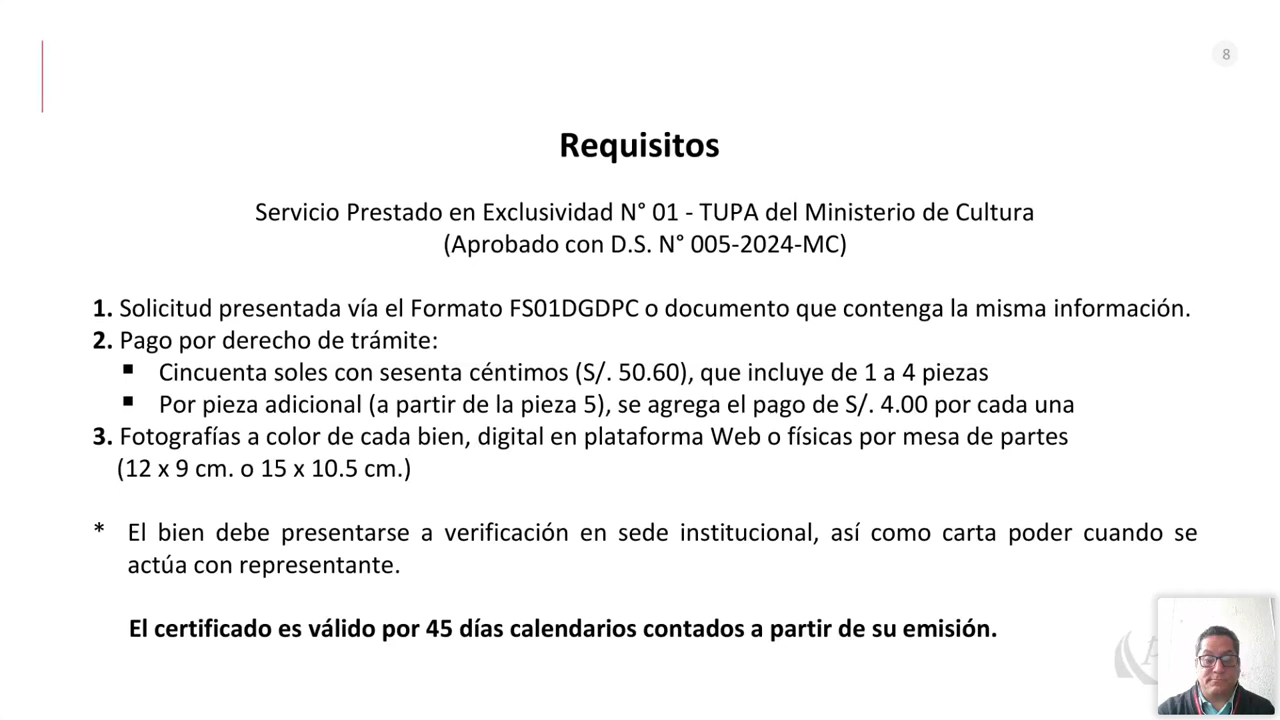 8
Requisitos
Servicio Prestado en Exclusividad N° 01 - TUPA del Ministerio de Cultura
(Aprobado con D.S. N° 005-2024-MC)
1. Solicitud presentada vía el Formato FS01DGDPC o documento que contenga la misma información.
2. Pago por derecho de trámite:
▪ Cincuenta soles con sesenta céntimos (S/. 50.60), que incluye de 1 a 4 piezas
▪ Por pieza adicional (a partir de la pieza 5), se agrega el pago de S/. 4.00 por cada una
3. Fotografías a color de cada bien, digital en plataforma Web o físicas por mesa de partes
(12 x 9 cm. o 15 x 10.5 cm.)
* El bien debe presentarse a verificación en sede institucional, así como carta poder cuando se
actúa con representante.
El certificado es válido por 45 días calendarios contados a partir de su emisión.